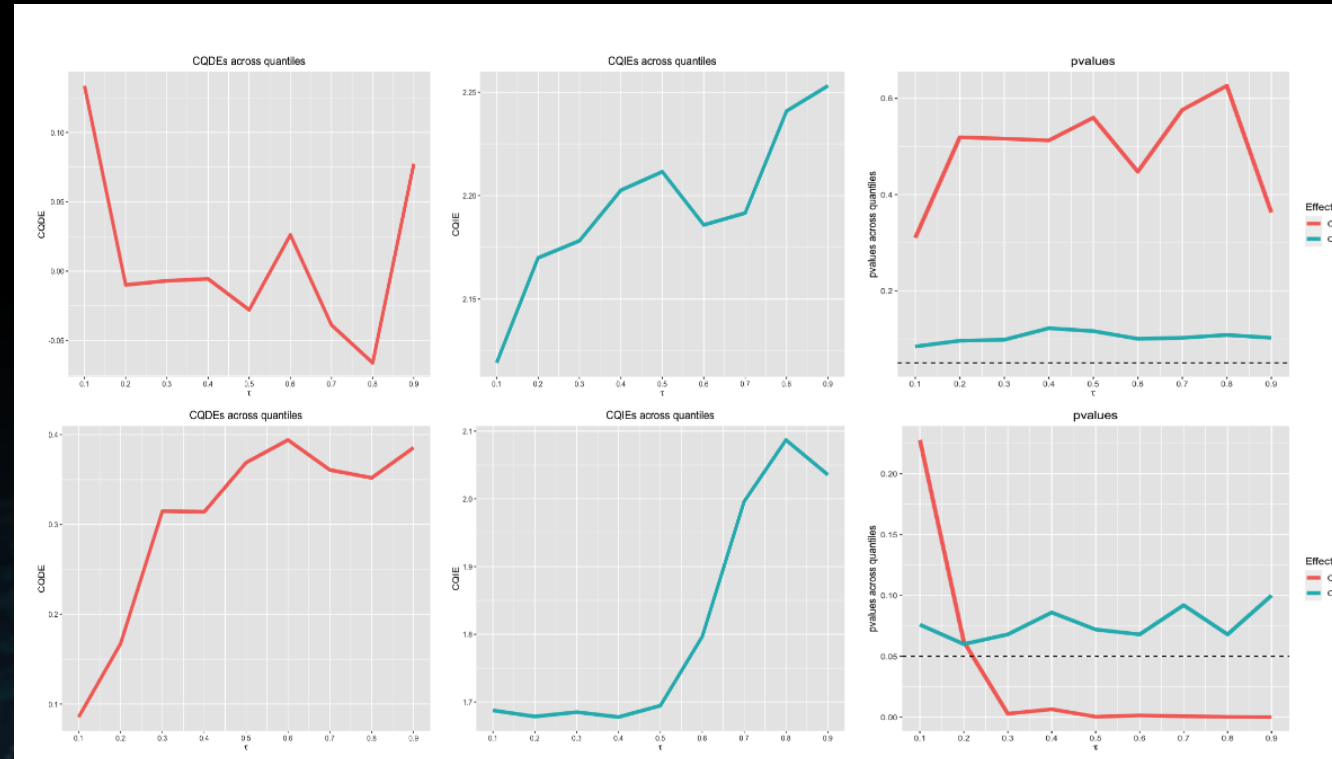 CQDEs across quantiles
CQDE
0.10
0.05
0.00
-0.05
0.1 0.2 0.3 0.4 0.5 0.6 0.7 0.8 0.9
τ
CQIEs across quantiles
CQIE
2.25
2.20
2.15
0.1 0.2 0.3 0.4 0.5 0.6 0.7 0.8 0.9
τ
pvalues
pvalues across quantiles
0.6
0.4
0.2
0.1 0.2 0.3 0.4 0.5 0.6 0.7 0.8 0.9
τ
Effect
CQDEs across quantiles
CQDE
0.4
0.3
0.2
0.1
0.1 0.2 0.3 0.4 0.5 0.6 0.7 0.8 0.9
τ
CQIEs across quantiles
CQIE
2.1
2.0
1.9
1.8
1.7
0.1 0.2 0.3 0.4 0.5 0.6 0.7 0.8 0.9
τ
pvalues
pvalues across quantiles
0.20
0.15
0.10
0.05
0.00
0.1 0.2 0.3 0.4 0.5 0.6 0.7 0.8 0.9
τ
Effect